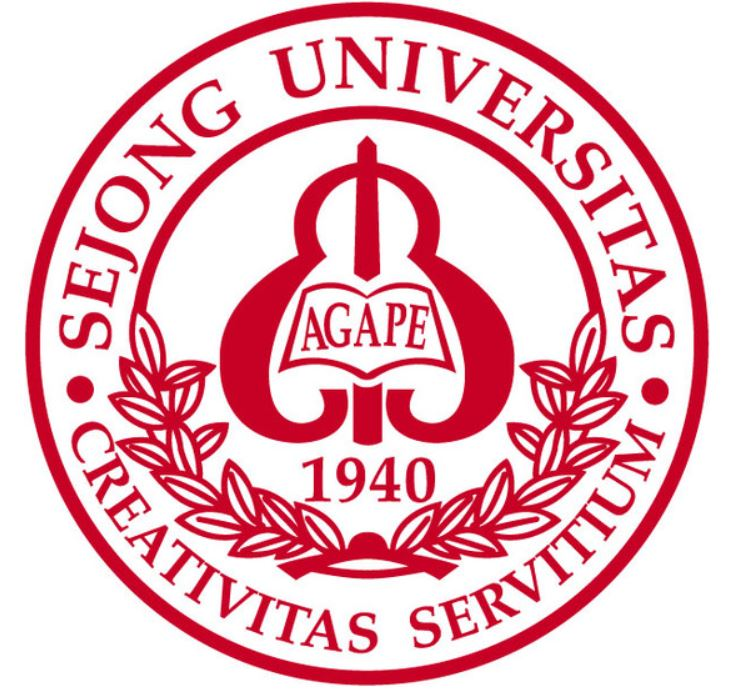 SEJONG UNIVERSITAS
AGAPE
1940
CREATIVITAS SERVITIUM